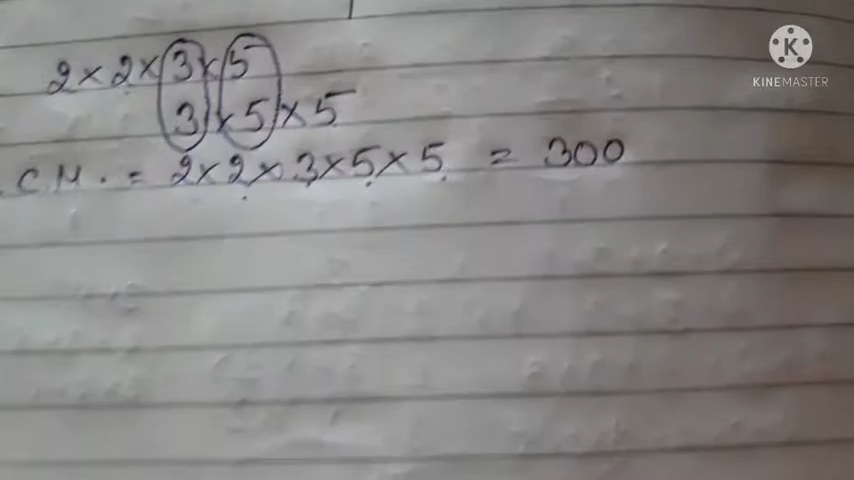 2 × 2 × 3 × 5
3 × 5 × 5
.C.M. = 2 × 2 × 3 × 5 × 5 = 300
KINEMASTER